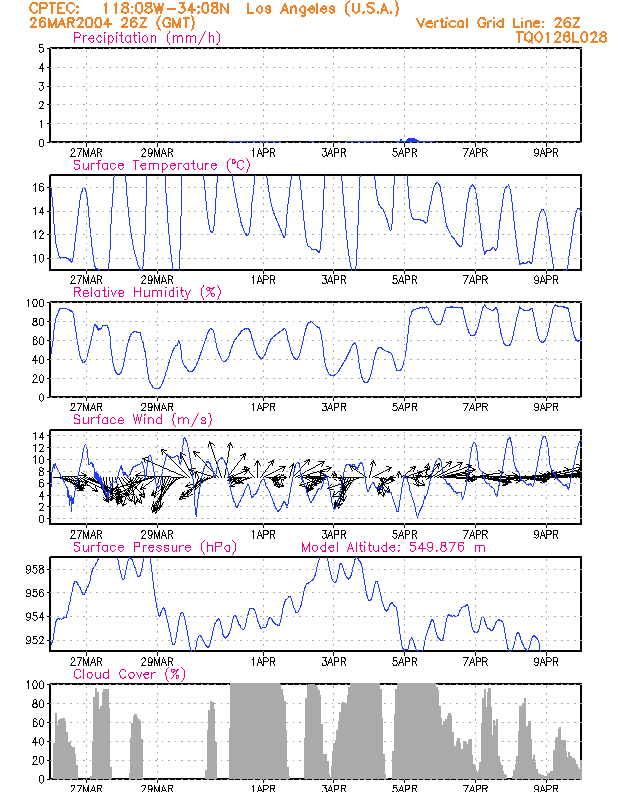 CPTEC: 118:08W-34:08N Los Angeles (U.S.A.)
26MAR2004 26Z (GMT) Vertical Grid Line: 26Z
Precipitation (mm/h) TQ0126L028
5
4
3
2
1
0
27MAR 29MAR 1APR 3APR 5APR 7APR 9APR
Surface Temperature (ºC)
16
14
12
10
27MAR 29MAR 1APR 3APR 5APR 7APR 9APR
Relative Humidity (%)
100
80
60
40
20
0
27MAR 29MAR 1APR 3APR 5APR 7APR 9APR
Surface Wind (m/s)
14
12
10
8
6
4
2
0
27MAR 29MAR 1APR 3APR 5APR 7APR 9APR
Surface Pressure (hPa) Model Altitude: 549.876 m
958
956
954
952
27MAR 29MAR 1APR 3APR 5APR 7APR 9APR
Cloud Cover (%)
100
80
60
40
20
0
27MAR 29MAR 1APR 3APR 5APR 7APR 9APR